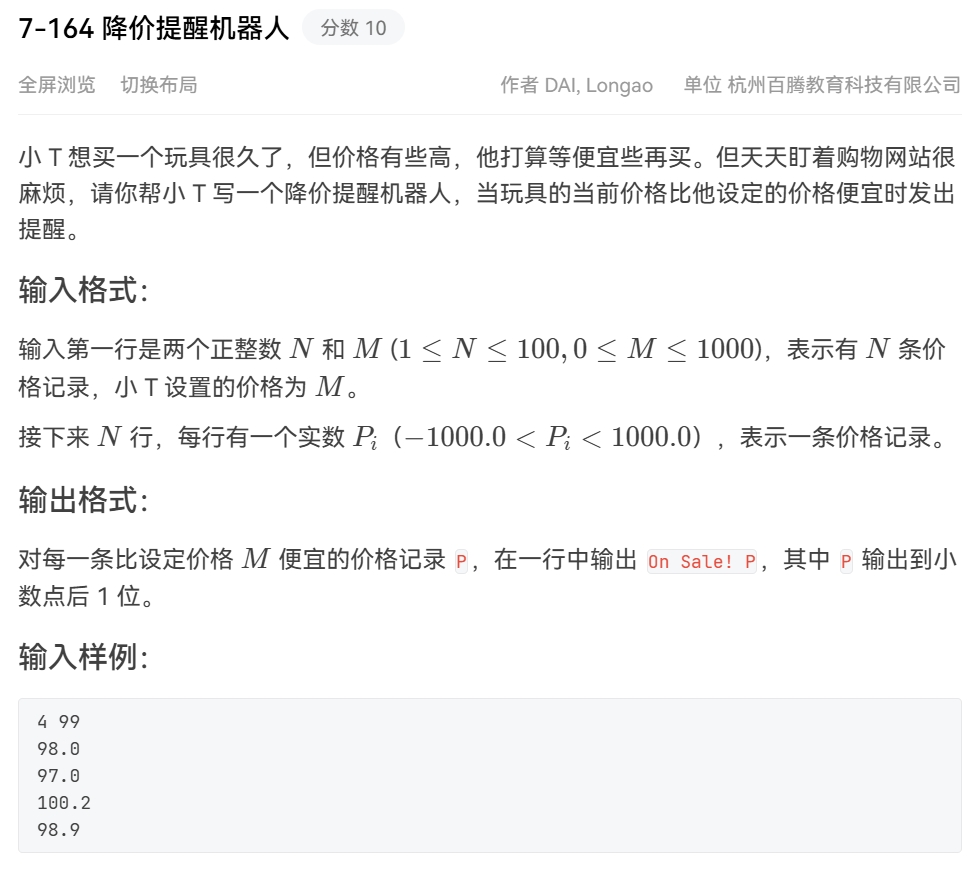 7-164 降价提醒机器人 分数 10
全屏浏览 切换布局 作者 DAI, Longao 单位 杭州百腾教育科技有限公司
小 T 想买一个玩具很久了，但价格有些高，他打算等便宜些再买。但天天盯着购物网站很
麻烦，请你帮小 T 写一个降价提醒机器人，当玩具的当前价格比他设定的价格便宜时发出
提醒。
输入格式：
输入第一行是两个正整数 N 和 M (1 ≤ N ≤ 100, 0 ≤ M ≤ 1000)，表示有 N 条价
格记录，小 T 设置的价格为 M。
接下来 N 行，每行有一个实数 P_i（−1000.0 < P_i < 1000.0），表示一条价格记录。
输出格式：
对每一条比设定价格 M 便宜的价格记录 P，在一行中输出 On Sale! P，其中 P 输出到小
数点后 1 位。
输入样例：
4 99
98.0
97.0
100.2
98.9